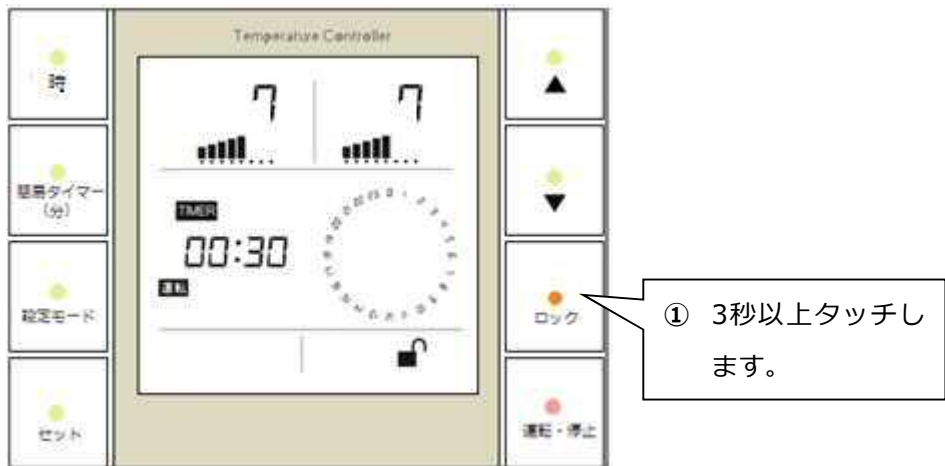 Temperature Controller
時
7
7
▲
簡易タイマー
(分)
▼
TIMER
00:30
運転
設定モード
ロック
① 3秒以上タッチし
ます。
セット
運転・停止